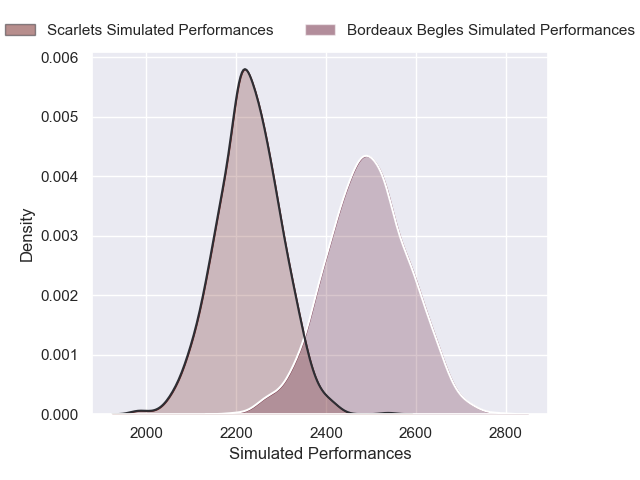 Scarlets Simulated Performances
Bordeaux Begles Simulated Performances
0.006
0.005
0.004
0.003
0.002
0.001
0.000
Density
2000 2200 2400 2600 2800
Simulated Performances